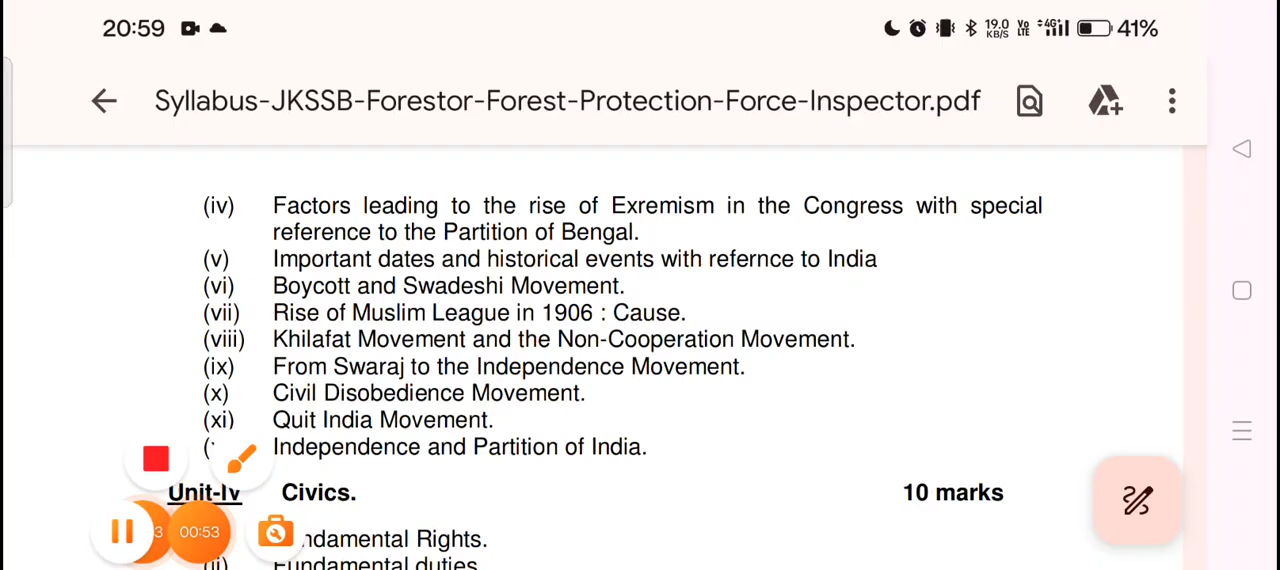 20:59
19.0 KB/S Vo LTE 4G 41%
Syllabus-JKSSB-Forestor-Forest-Protection-Force-Inspector.pdf
(iv) Factors leading to the rise of Exremism in the Congress with special
reference to the Partition of Bengal.
(v) Important dates and historical events with refernce to India
(vi) Boycott and Swadeshi Movement.
(vii) Rise of Muslim League in 1906 : Cause.
(viii) Khilafat Movement and the Non-Cooperation Movement.
(ix) From Swaraj to the Independence Movement.
(x) Civil Disobedience Movement.
(xi) Quit India Movement.
Independence and Partition of India.
Unit-IV Civics. 10 marks
00:53
ndamental Rights.
Fundamental duties